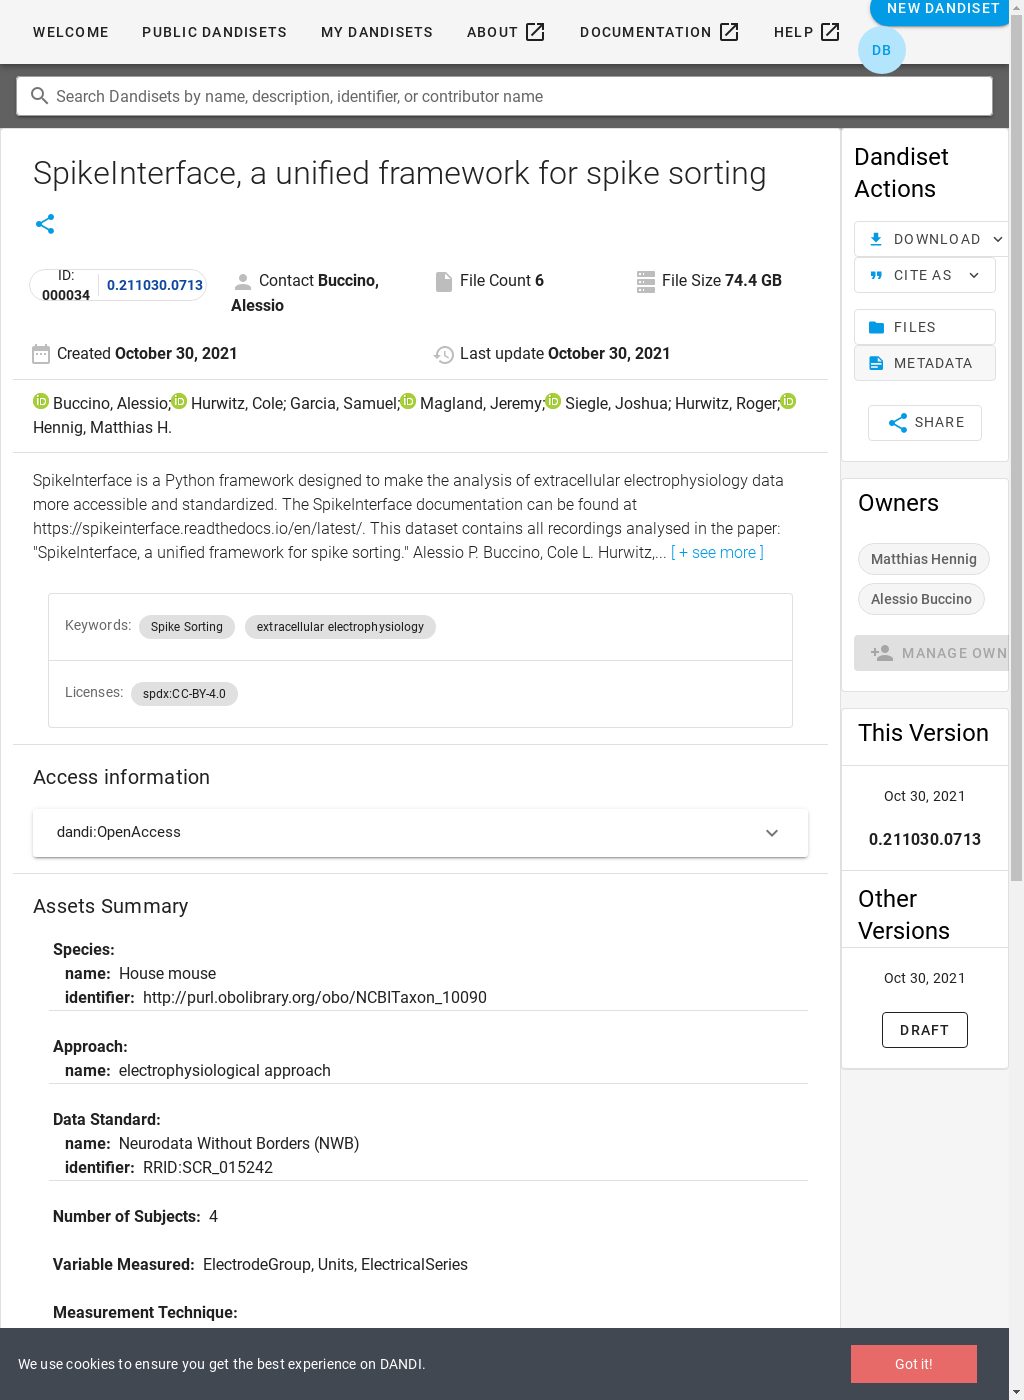 WELCOME
PUBLIC DANDISETS
MY DANDISETS
ABOUT
DOCUMENTATION
HELP
NEW DANDISET
DB
Search Dandisets by name, description, identifier, or contributor name
SpikeInterface, a unified framework for spike sorting
ID:
000034
0.211030.0713
Contact Buccino,
Alessio
File Count 6
File Size 74.4 GB
Created October 30, 2021
Last update October 30, 2021
iD Buccino, Alessio; iD Hurwitz, Cole; Garcia, Samuel; iD Magland, Jeremy; iD Siegle, Joshua; Hurwitz, Roger; iD
Hennig, Matthias H.
SpikeInterface is a Python framework designed to make the analysis of extracellular electrophysiology data
more accessible and standardized. The SpikeInterface documentation can be found at
https://spikeinterface.readthedocs.io/en/latest/. This dataset contains all recordings analysed in the paper:
"SpikeInterface, a unified framework for spike sorting." Alessio P. Buccino, Cole L. Hurwitz,... [ + see more ]
Keywords: Spike Sorting extracellular electrophysiology
Licenses: spdx:CC-BY-4.0
Access information
dandi:OpenAccess
Assets Summary
Species:
name: House mouse
identifier: http://purl.obolibrary.org/obo/NCBITaxon_10090
Approach:
name: electrophysiological approach
Data Standard:
name: Neurodata Without Borders (NWB)
identifier: RRID:SCR_015242
Number of Subjects: 4
Variable Measured: ElectrodeGroup, Units, ElectricalSeries
Measurement Technique:
Dandiset
Actions
DOWNLOAD
CITE AS
FILES
METADATA
SHARE
Owners
Matthias Hennig
Alessio Buccino
MANAGE OWN
This Version
Oct 30, 2021
0.211030.0713
Other
Versions
Oct 30, 2021
DRAFT
We use cookies to ensure you get the best experience on DANDI.
Got it!